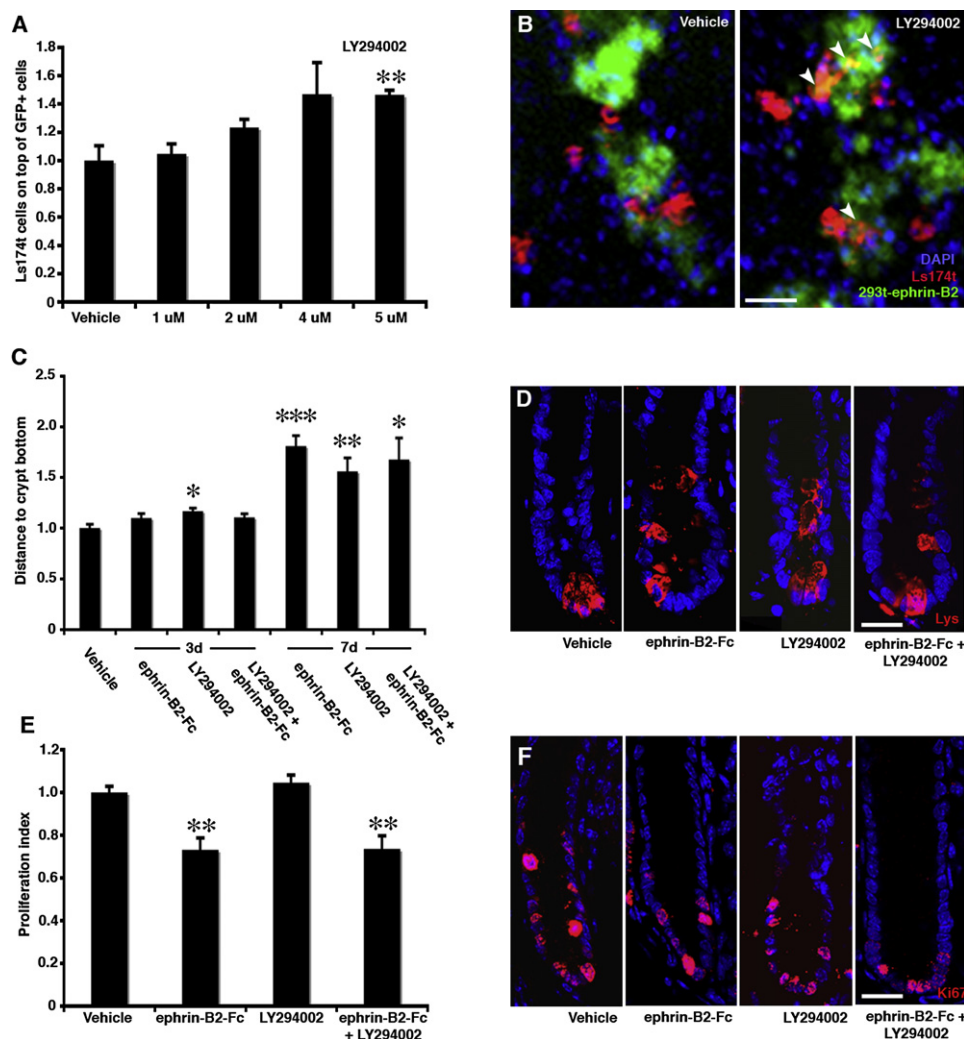 A
LY294002
Ls174t cells on top of GFP+ cells
1.8
1.6
1.4
1.2
1.0
0.8
0.6
0.4
0.2
0
**
Vehicle
1 uM
2 uM
4 uM
5 uM
B
Vehicle
LY294002
DAPI
Ls174t
293t-ephrin-B2
C
Distance to crypt bottom
2.5
2.0
1.5
1.0
0.5
0
*
***
**
*
3d
7d
Vehicle
ephrin-B2-Fc
LY294002
LY294002 +
ephrin-B2-Fc
ephrin-B2-Fc
LY294002
LY294002 +
ephrin-B2-Fc
D
Lys
Vehicle
ephrin-B2-Fc
LY294002
ephrin-B2-Fc +
LY294002
E
Proliferation index
1.2
1.0
0.8
0.6
0.4
0.2
0
**
**
Vehicle
ephrin-B2-Fc
LY294002
ephrin-B2-Fc
+ LY294002
F
Ki67
Vehicle
ephrin-B2-Fc
LY294002
ephrin-B2-Fc +
LY294002